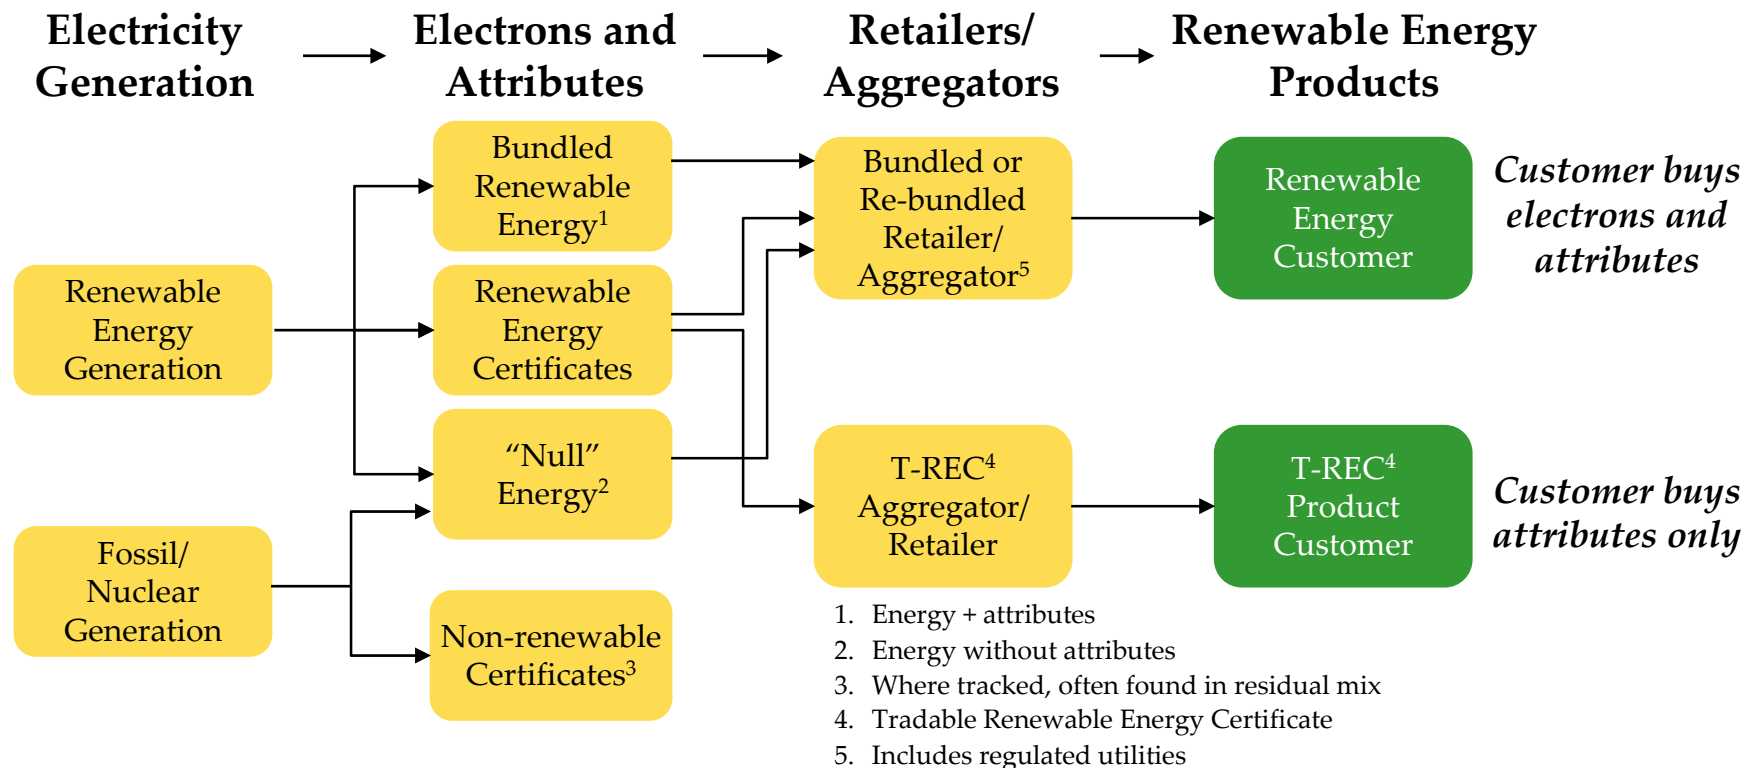 Electricity
Generation
Electrons and
Attributes
Retailers/
Aggregators
Renewable Energy
Products
Renewable
Energy
Generation
Fossil/
Nuclear
Generation
Bundled
Renewable
Energy¹
Renewable
Energy
Certificates
“Null”
Energy²
Non-renewable
Certificates³
Bundled or
Re-bundled
Retailer/
Aggregator⁵
T-REC⁴
Aggregator/
Retailer
Renewable
Energy
Customer
T-REC⁴
Product
Customer
Customer buys
electrons and
attributes
Customer buys
attributes only
1. Energy + attributes
2. Energy without attributes
3. Where tracked, often found in residual mix
4. Tradable Renewable Energy Certificate
5. Includes regulated utilities